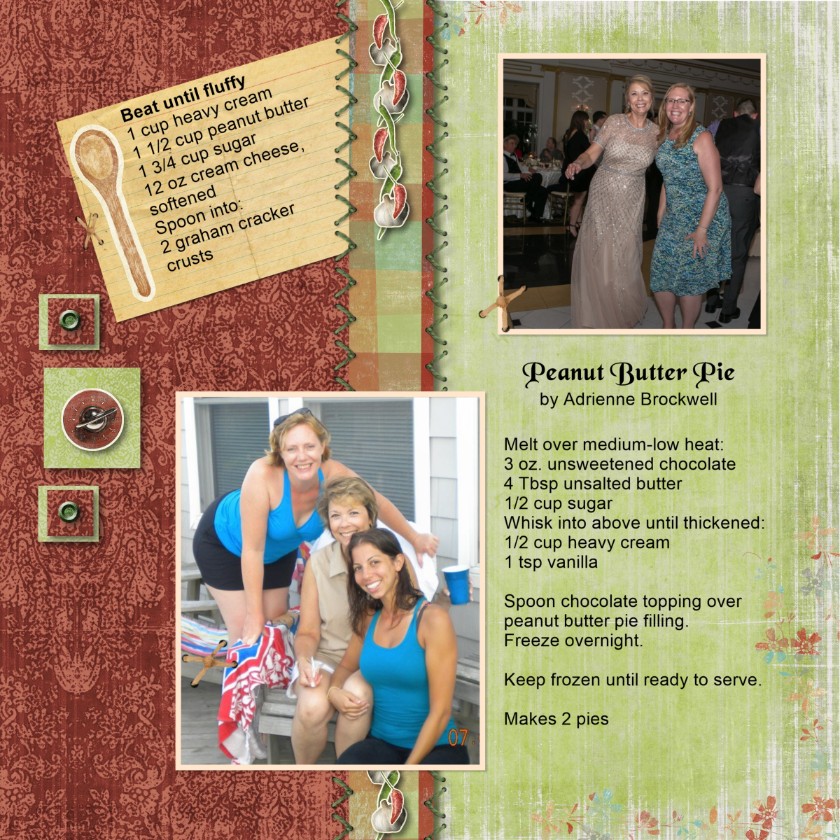 Beat until fluffy
1 cup heavy cream
1 1/2 cup peanut butter
1 3/4 cup sugar
12 oz cream cheese,
softened
Spoon into:
2 graham cracker
crusts
Peanut Butter Pie
by Adrienne Brockwell
Melt over medium-low heat:
3 oz. unsweetened chocolate
4 Tbsp unsalted butter
1/2 cup sugar
Whisk into above until thickened:
1/2 cup heavy cream
1 tsp vanilla
Spoon chocolate topping over
peanut butter pie filling.
Freeze overnight.
Keep frozen until ready to serve.
Makes 2 pies
07